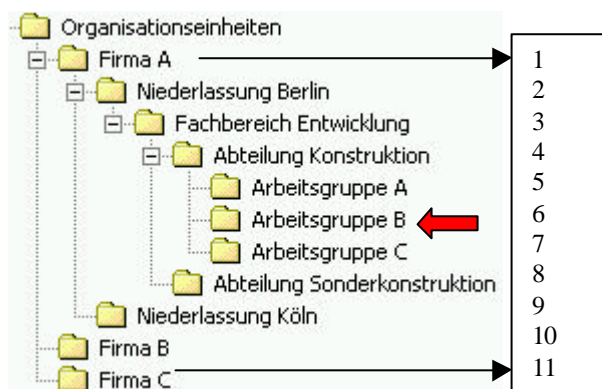 Organisationseinheiten
Firma A 1
Niederlassung Berlin 2
Fachbereich Entwicklung 3
Abteilung Konstruktion 4
Arbeitsgruppe A 5
Arbeitsgruppe B 6
Arbeitsgruppe C 7
Abteilung Sonderkonstruktion 8
Niederlassung Köln 9
Firma B 10
Firma C 11